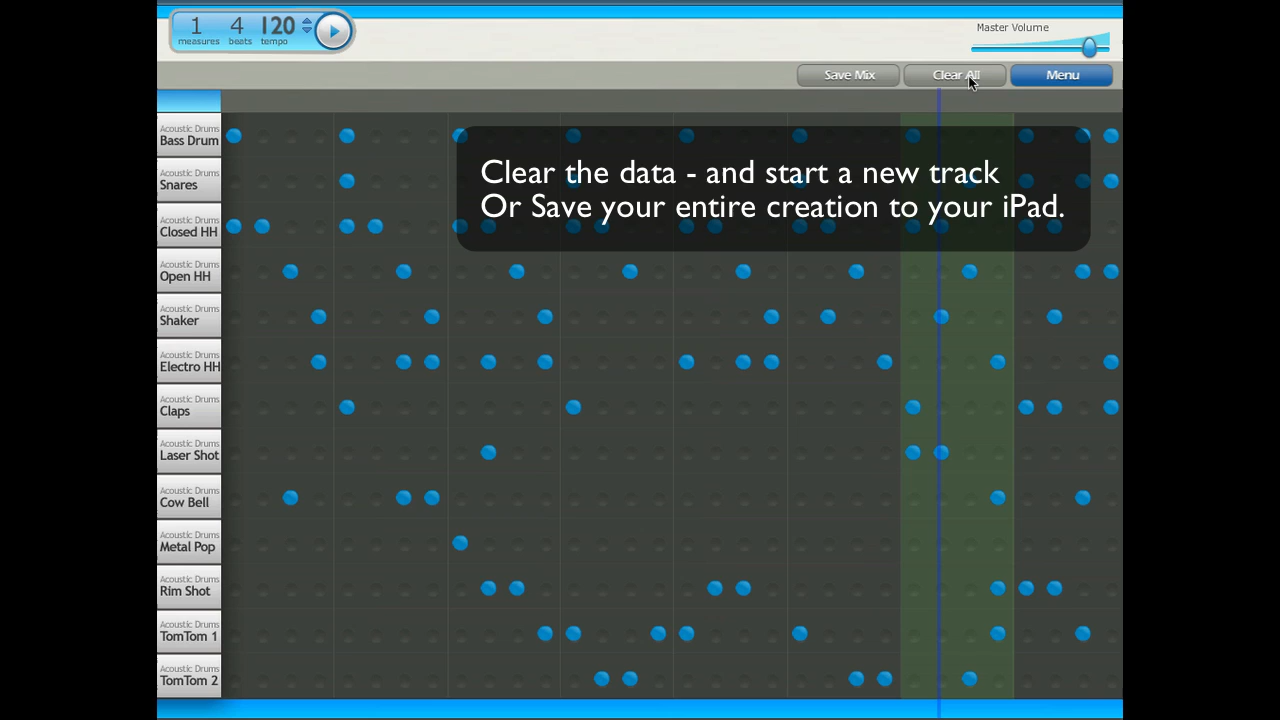 1 4 120
measures beats tempo
Master Volume
Save Mix Clear All Menu
Acoustic Drums
Bass Drum
Acoustic Drums
Snares
Acoustic Drums
Closed HH
Acoustic Drums
Open HH
Acoustic Drums
Shaker
Acoustic Drums
Electro HH
Acoustic Drums
Claps
Acoustic Drums
Laser Shot
Acoustic Drums
Cow Bell
Acoustic Drums
Metal Pop
Acoustic Drums
Rim Shot
Acoustic Drums
TomTom 1
Acoustic Drums
TomTom 2
Clear the data - and start a new track
Or Save your entire creation to your iPad.